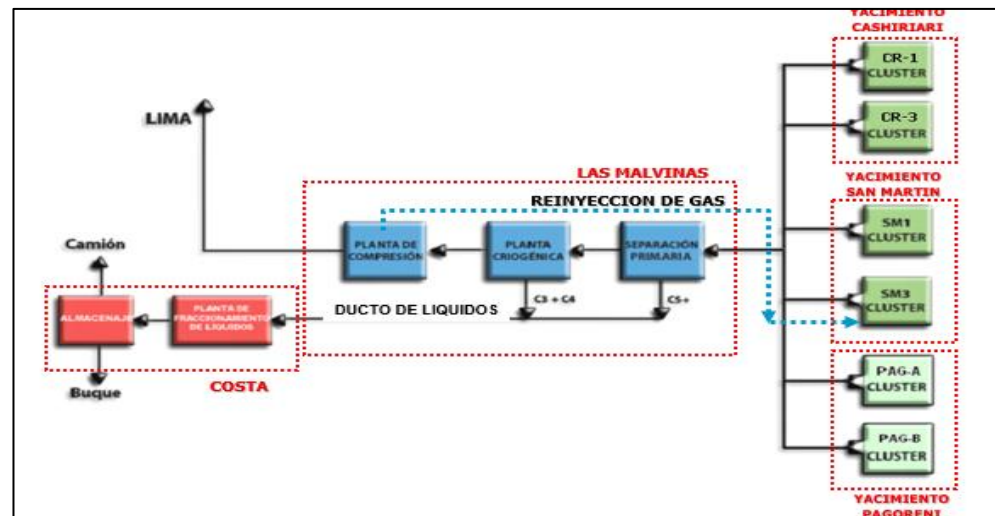 YACIMIENTO
CASHIRIARI
CR-1
CLUSTER
CR-3
CLUSTER
LIMA
LAS MALVINAS
YACIMIENTO
SAN MARTIN
REINYECCION DE GAS
SM1
CLUSTER
Camión
PLANTA DE
COMPRESIÓN
PLANTA
CRIOGÉNICA
SEPARACIÓN
PRIMARIA
SM3
CLUSTER
C3 + C4
C5+
ALMACENAJE
PLANTA DE
FRACCIONAMIENTO
DE LÍQUIDOS
DUCTO DE LIQUIDOS
PAG-A
CLUSTER
Buque
COSTA
PAG-B
CLUSTER
YACIMIENTO
PAGORENI